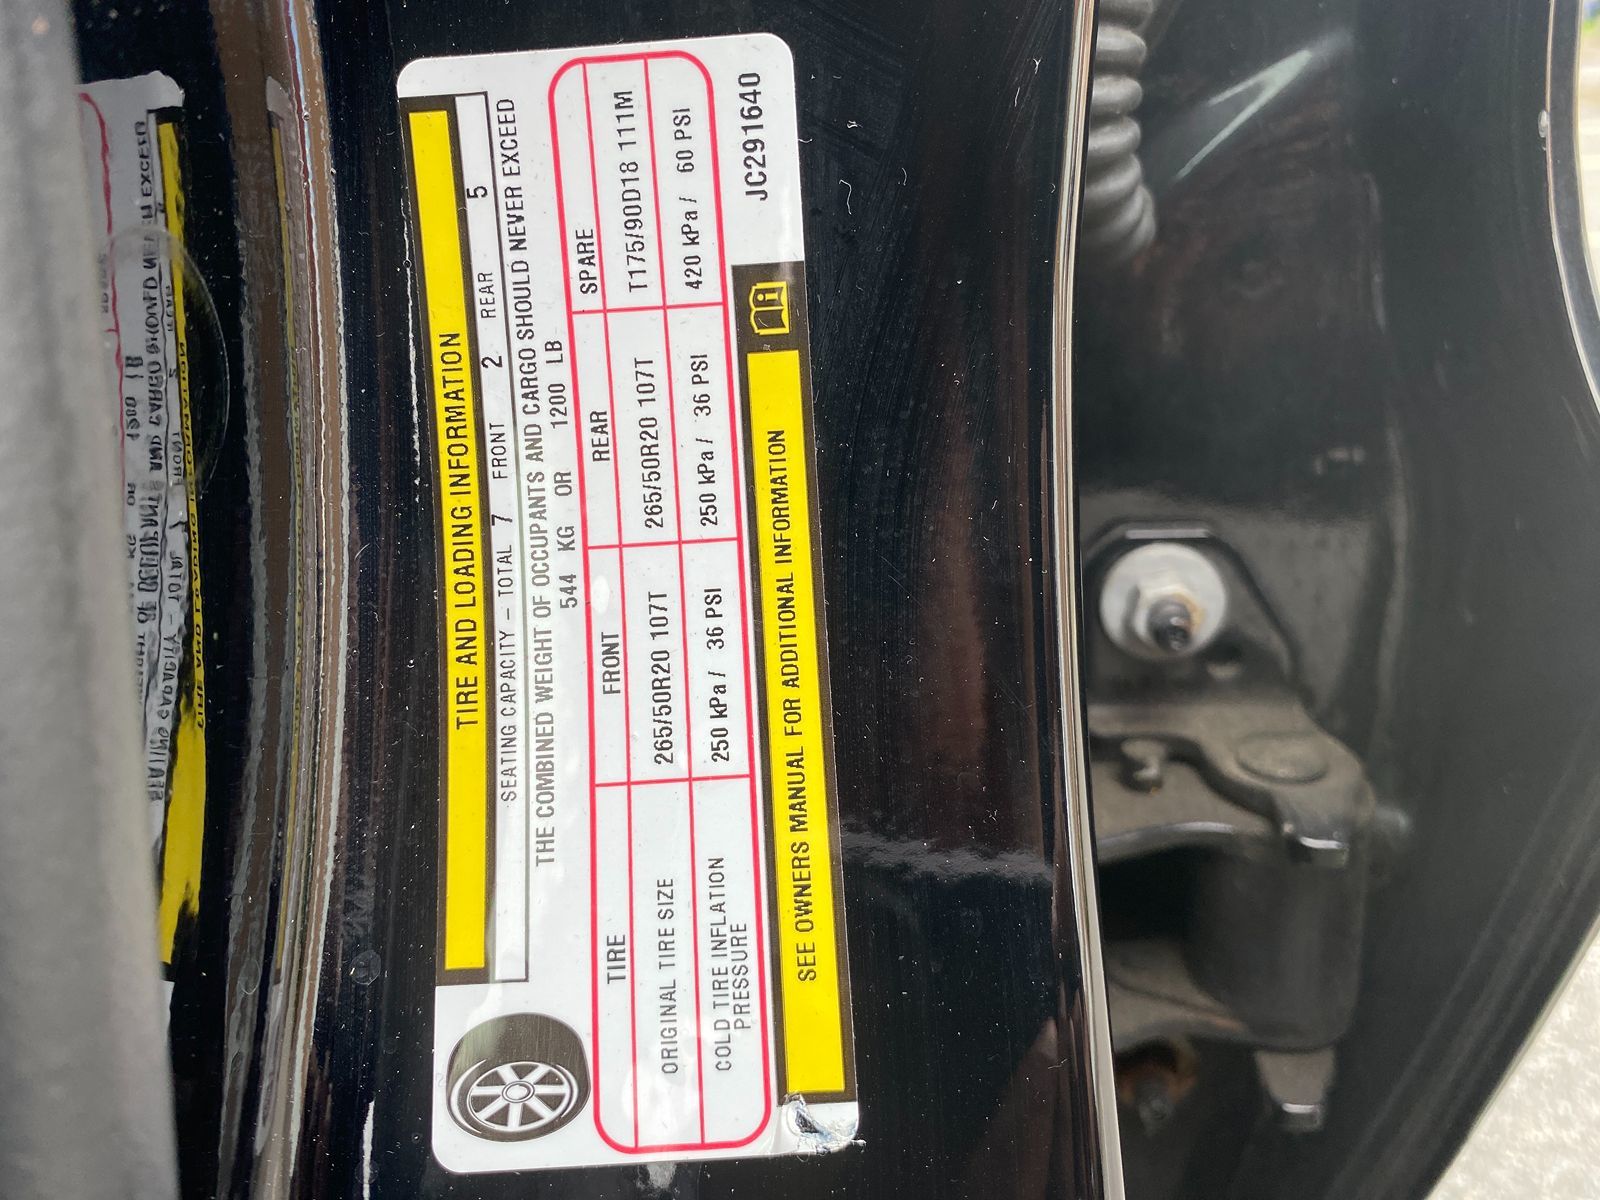 TIRE AND LOADING INFORMATION
SEATING CAPACITY – TOTAL 7 FRONT 2 REAR 5
THE COMBINED WEIGHT OF OCCUPANTS AND CARGO SHOULD NEVER EXCEED
544 KG OR 1200 LB
TIRE FRONT REAR SPARE
ORIGINAL TIRE SIZE 265/50R20 107T 265/50R20 107T T175/90D18 111M
COLD TIRE INFLATION PRESSURE 250 kPa / 36 PSI 250 kPa / 36 PSI 420 kPa / 60 PSI
SEE OWNERS MANUAL FOR ADDITIONAL INFORMATION
JC291640